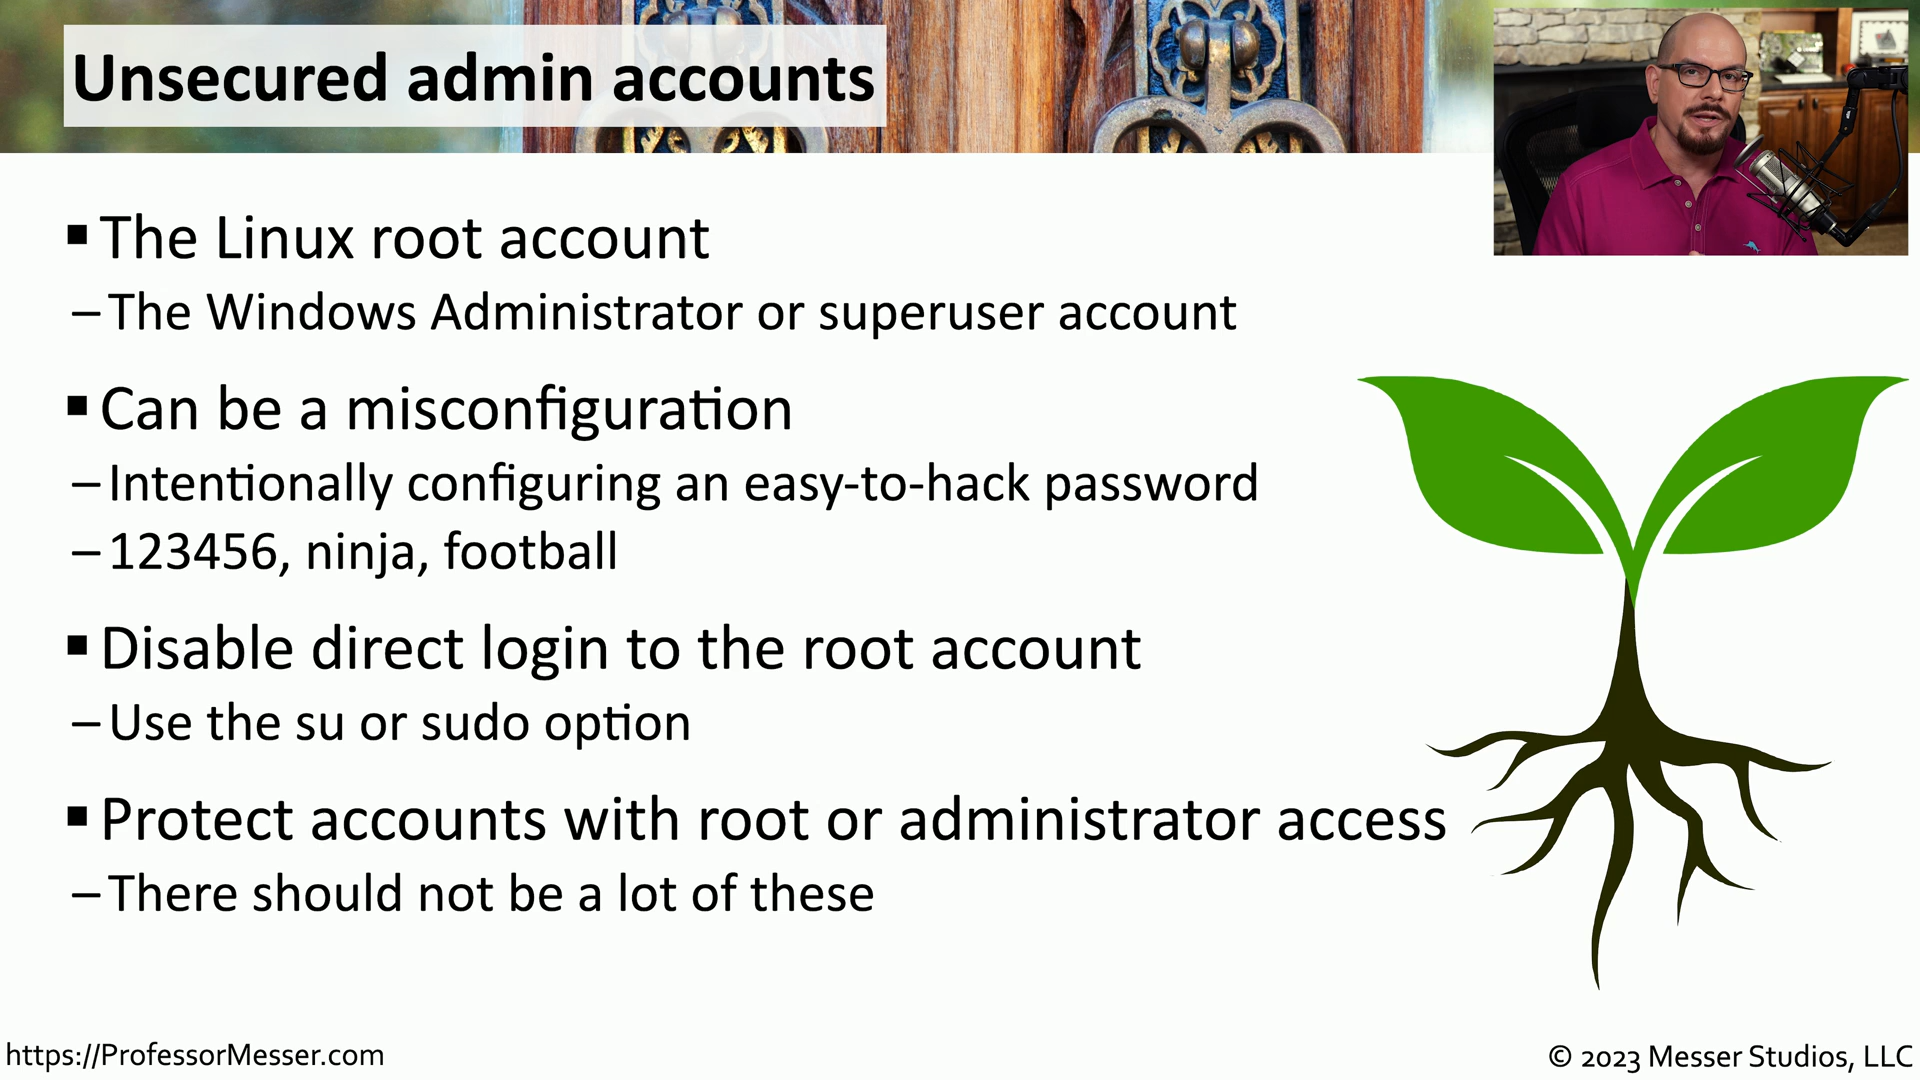 Unsecured admin accounts
▪ The Linux root account
– The Windows Administrator or superuser account
▪ Can be a misconfiguration
– Intentionally configuring an easy-to-hack password
– 123456, ninja, football
▪ Disable direct login to the root account
– Use the su or sudo option
▪ Protect accounts with root or administrator access
– There should not be a lot of these
https://ProfessorMesser.com
© 2023 Messer Studios, LLC